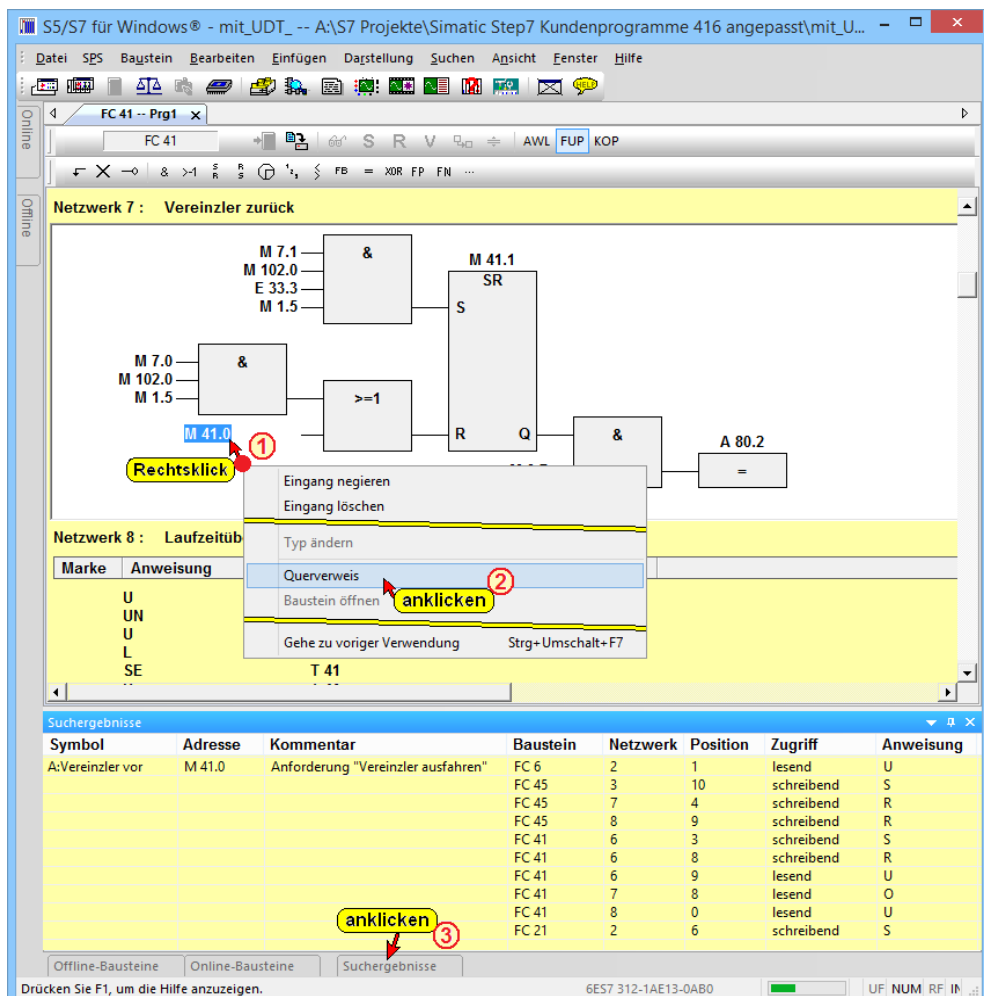 S5/S7 für Windows® - mit_UDT_ -- A:\S7 Projekte\Simatic Step7 Kundenprogramme 416 angepasst\mit_U...
Datei SPS Baustein Bearbeiten Einfügen Darstellung Suchen Ansicht Fenster Hilfe
HELP
FC 41 -- Prg1
Online
FC 41 S R V AWL FUP KOP
& >-1 S R R S FB = XOR FP FN ...
Offline
Netzwerk 7 : Vereinzler zurück
M 7.1 &
M 102.0
E 33.3
M 1.5
M 41.1
SR
S
M 7.0 &
M 102.0
M 1.5
>=1
M 41.0 1
R Q & A 80.2
=
Rechtsklick
Eingang negieren
Eingang löschen
Typ ändern
Querverweis 2
Baustein öffnen anklicken
Gehe zu voriger Verwendung Strg+Umschalt+F7
Netzwerk 8 : Laufzeitüb
Marke Anweisung
U
UN
U
L
SE T 41
Suchergebnisse
Symbol Adresse Kommentar Baustein Netzwerk Position Zugriff Anweisung
A:Vereinzler vor M 41.0 Anforderung "Vereinzler ausfahren" FC 6 2 1 lesend U
FC 45 3 10 schreibend S
FC 45 7 4 schreibend R
FC 45 8 9 schreibend R
FC 41 6 3 schreibend S
FC 41 6 8 schreibend R
FC 41 6 9 lesend U
FC 41 7 8 lesend O
FC 41 8 0 lesend U
FC 21 2 6 schreibend S
anklicken 3
Offline-Bausteine Online-Bausteine Suchergebnisse
Drücken Sie F1, um die Hilfe anzuzeigen. 6ES7 312-1AE13-0AB0 UF NUM RF IN